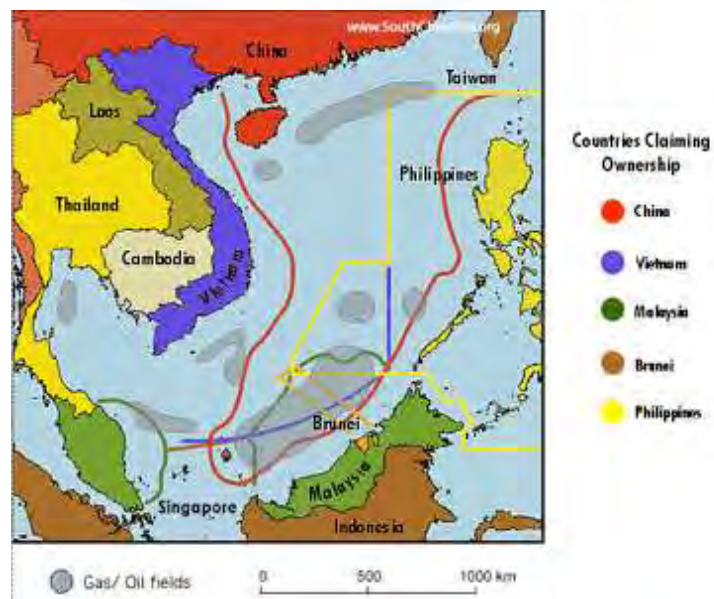 China
Taiwan
Laos
Philippines
Thailand
Cambodia
Vietnam
Brunei
Malaysia
Singapore
Indonesia
Countries Claiming
Ownership
China
Vietnam
Malaysia
Brunei
Philippines
Gas/ Oil fields
0 500 1000 km